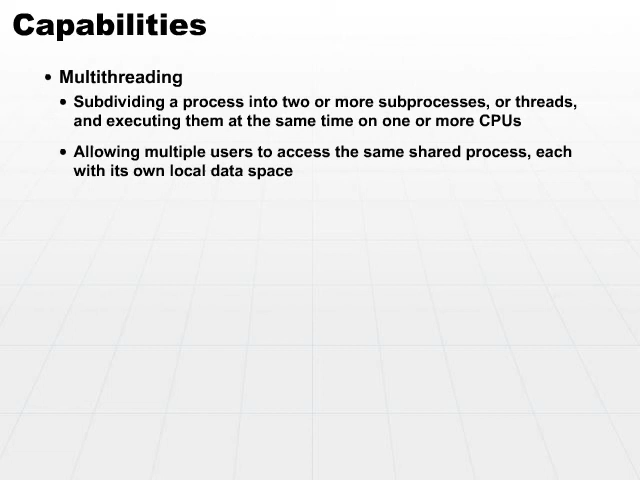 Capabilities
• Multithreading
• Subdividing a process into two or more subprocesses, or threads,
and executing them at the same time on one or more CPUs
• Allowing multiple users to access the same shared process, each
with its own local data space